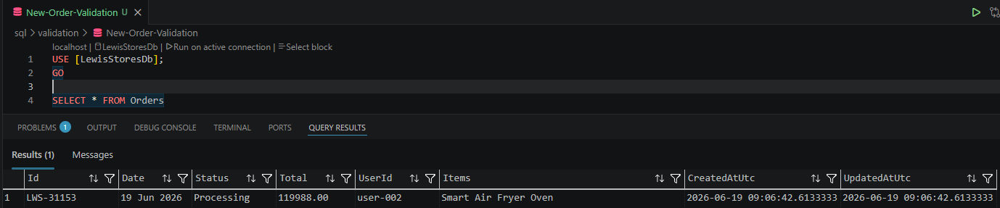 New-Order-Validation U
sql > validation > New-Order-Validation
localhost | LewisStoresDb | Run on active connection | Select block
1 USE [LewisStoresDb];
2 GO
3
4 SELECT * FROM Orders
PROBLEMS 1 OUTPUT DEBUG CONSOLE TERMINAL PORTS QUERY RESULTS
Results (1) Messages
Id Date Status Total UserId Items CreatedAtUtc UpdatedAtUtc
1 LWS-31153 19 Jun 2026 Processing 119988.00 user-002 Smart Air Fryer Oven 2026-06-19 09:06:42.6133333 2026-06-19 09:06:42.6133333